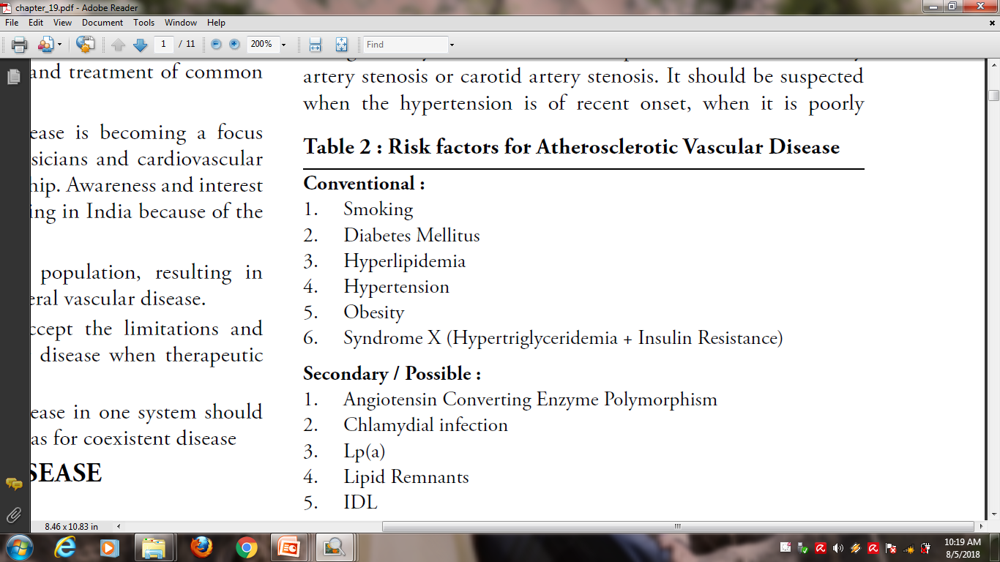 chapter_19.pdf - Adobe Reader
File Edit View Document Tools Window Help
1 / 11 200% Find
and treatment of common
ease is becoming a focus
sicians and cardiovascular
hip. Awareness and interest
ing in India because of the
population, resulting in
eral vascular disease.
ccept the limitations and
disease when therapeutic
ease in one system should
as for coexistent disease
SEASE
artery stenosis or carotid artery stenosis. It should be suspected
when the hypertension is of recent onset, when it is poorly
Table 2 : Risk factors for Atherosclerotic Vascular Disease
Conventional :
1. Smoking
2. Diabetes Mellitus
3. Hyperlipidemia
4. Hypertension
5. Obesity
6. Syndrome X (Hypertriglyceridemia + Insulin Resistance)
Secondary / Possible :
1. Angiotensin Converting Enzyme Polymorphism
2. Chlamydial infection
3. Lp(a)
4. Lipid Remnants
5. IDL
8.46 x 10.83 in
10:19 AM
8/5/2018